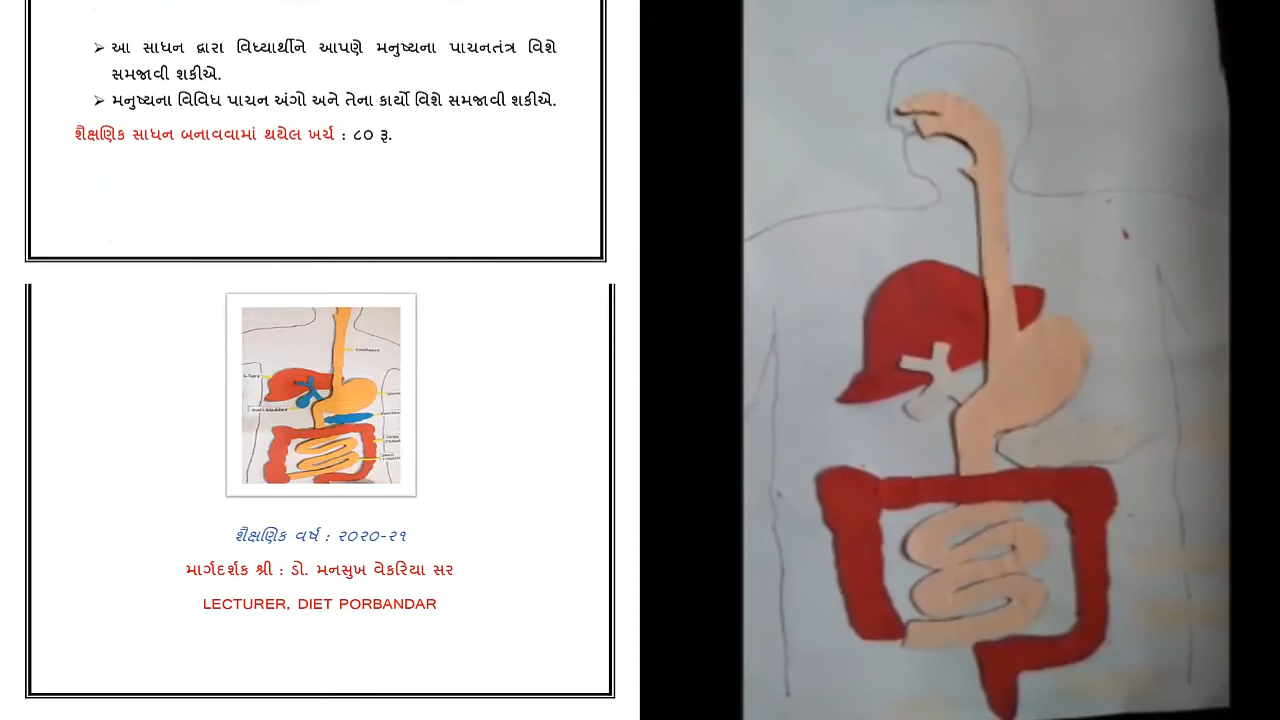 ➢ આ સાધન દ્વારા વિધ્યાર્થીને આપણે મનુષ્યના પાચનતંત્ર વિશે
સમજાવી શકીએ.
➢ મનુષ્યના વિવિધ પાચન અંગો અને તેના કાર્યો વિશે સમજાવી શકીએ.
શૈક્ષણિક સાધન બનાવવામાં થયેલ ખર્ચ : ૮૦ રૂ.
શૈક્ષણિક વર્ષ : ૨૦૨૦-૨૧
માર્ગદર્શક શ્રી : ડો. મનસુખ વેકરિયા સર
LECTURER, DIET PORBANDAR